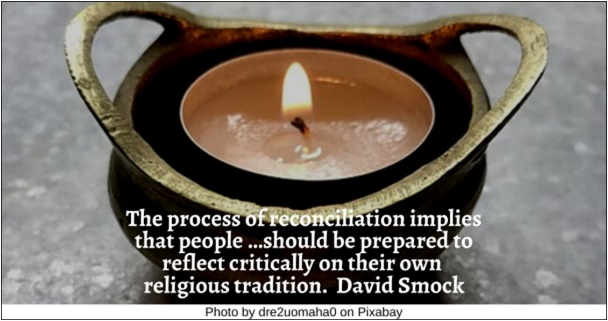 The process of reconciliation implies
that people ...should be prepared to
reflect critically on their own
religious tradition. David Smock
Photo by dre2uomaha0 on Pixabay